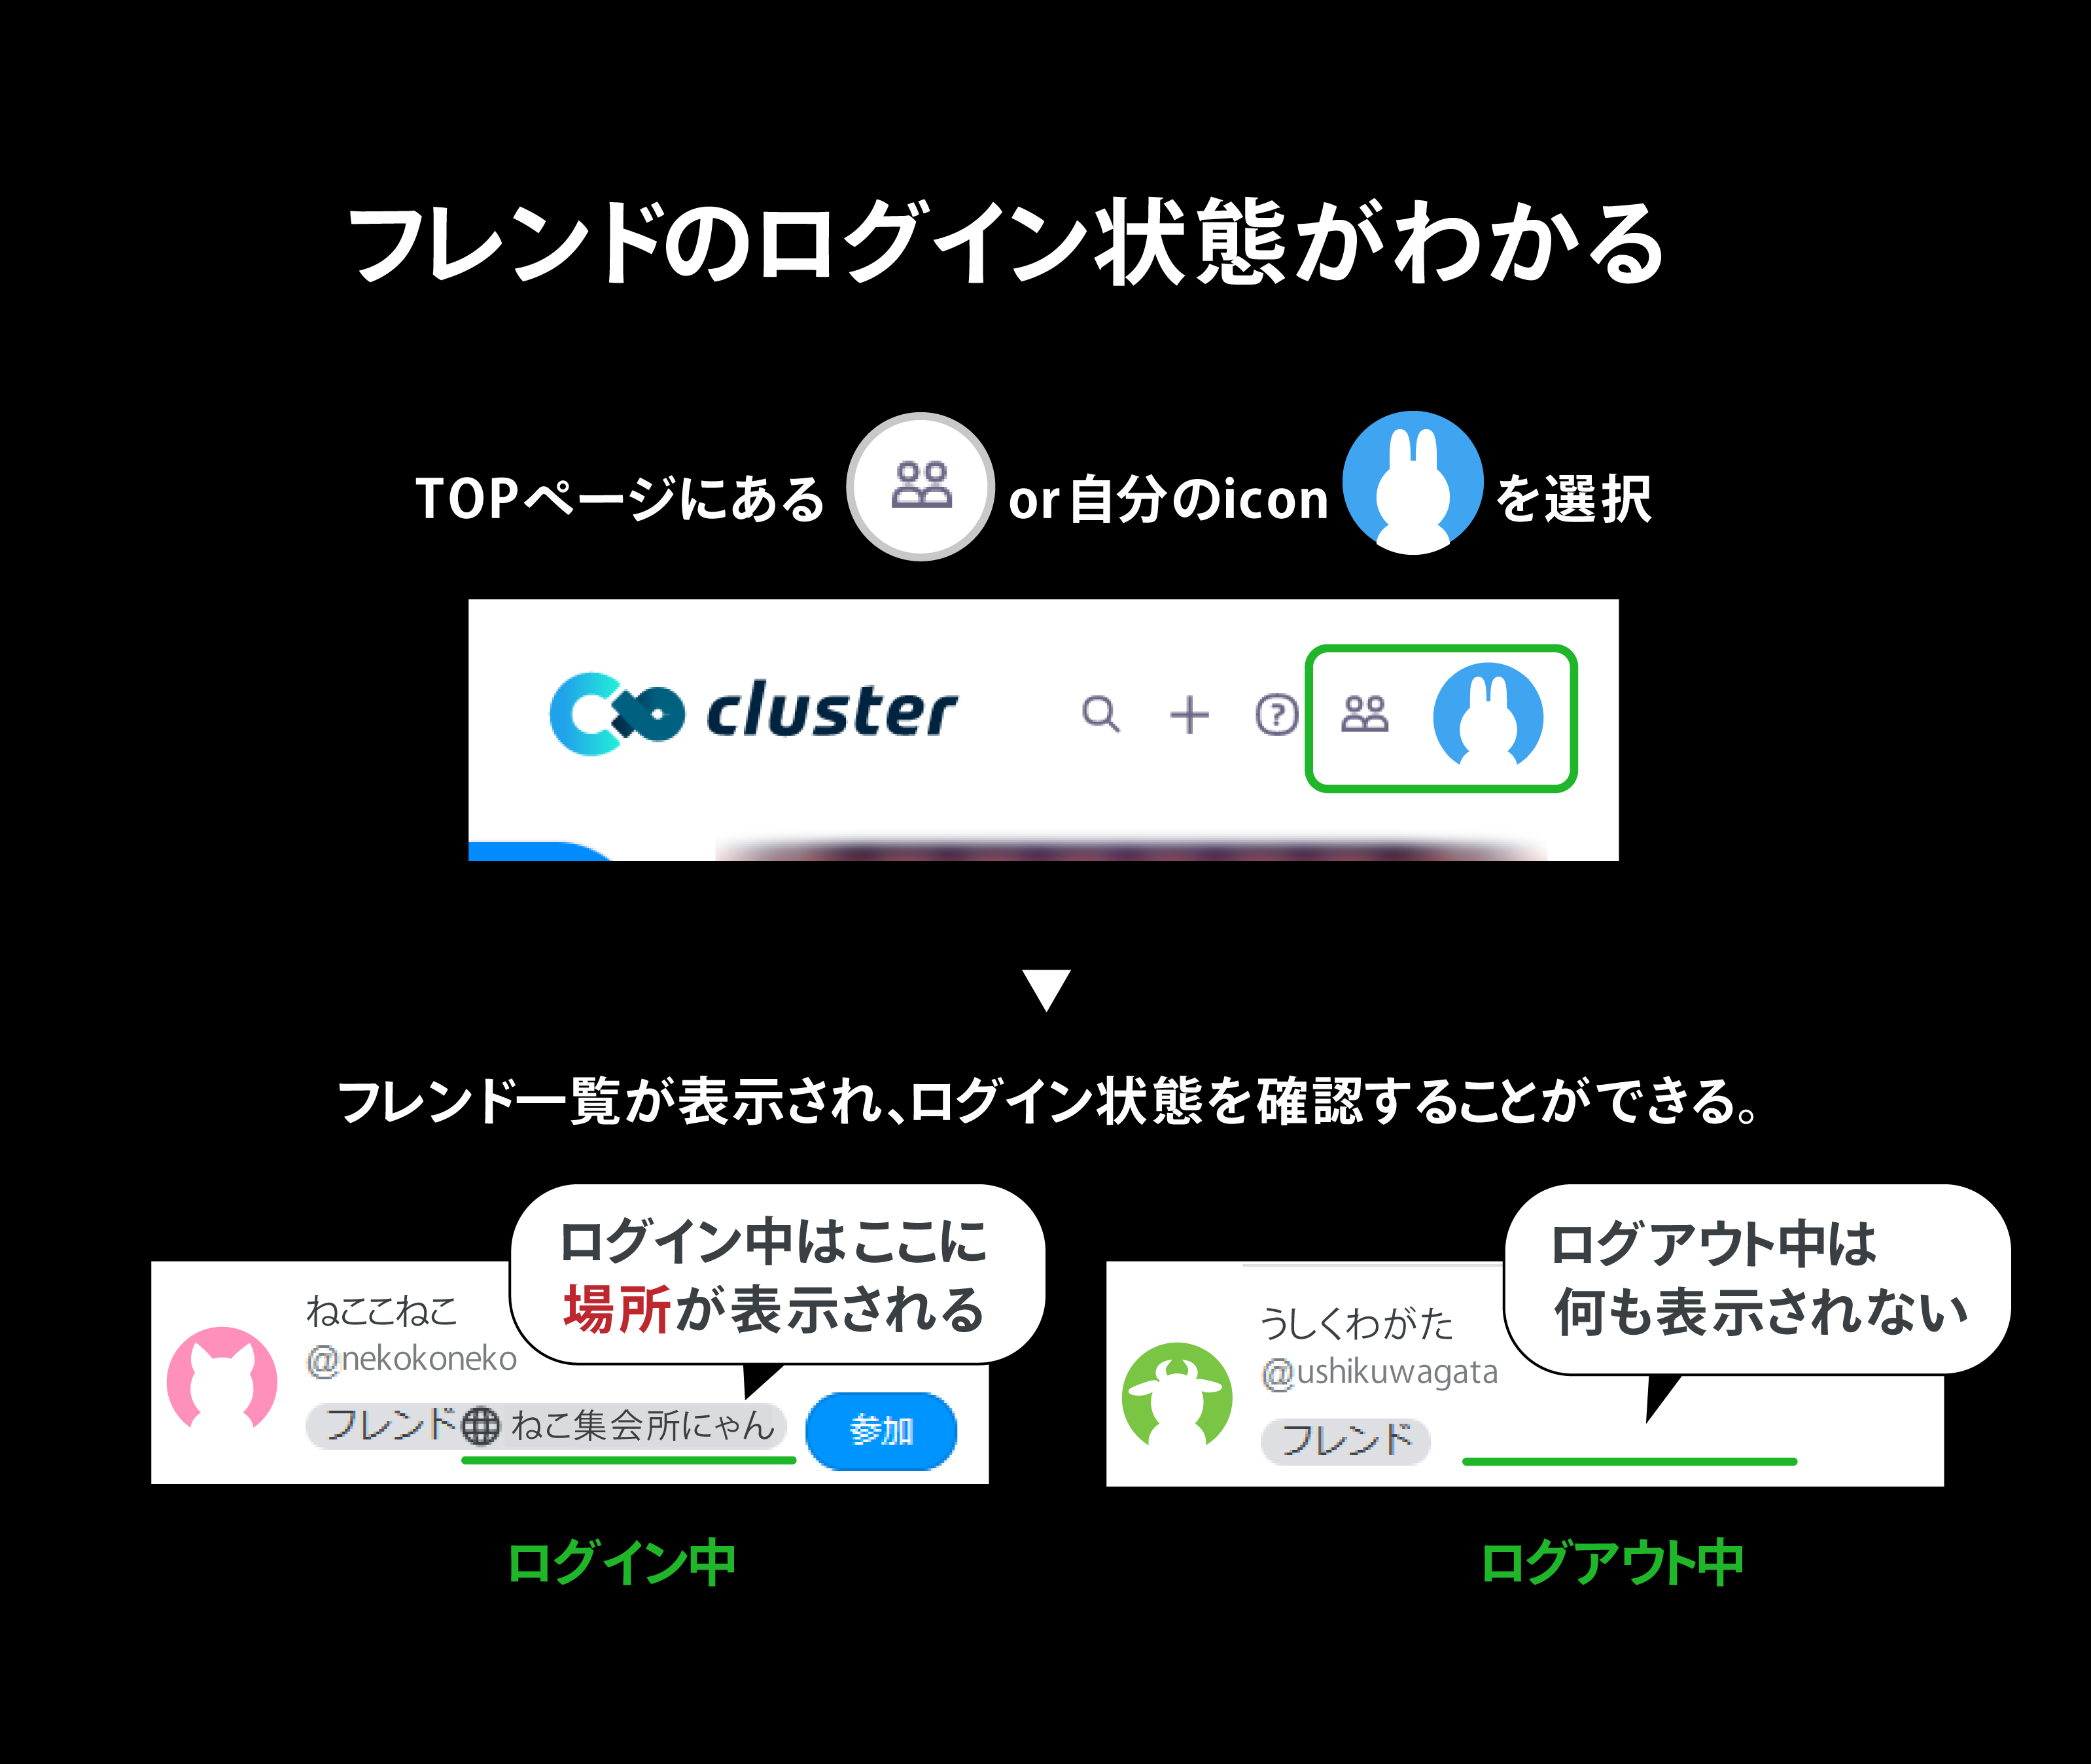 フレンドのログイン状態がわかる
TOPページにある or自分のicon を選択
cluster
フレンド一覧が表示され、ログイン状態を確認することができる。
ログイン中はここに
場所が表示される
ねここねこ
@nekokoneko
フレンド ねこ集会所にゃん
参加
ログイン中
ログアウト中は
何も表示されない
うしくわがた
@ushikuwagata
フレンド
ログアウト中